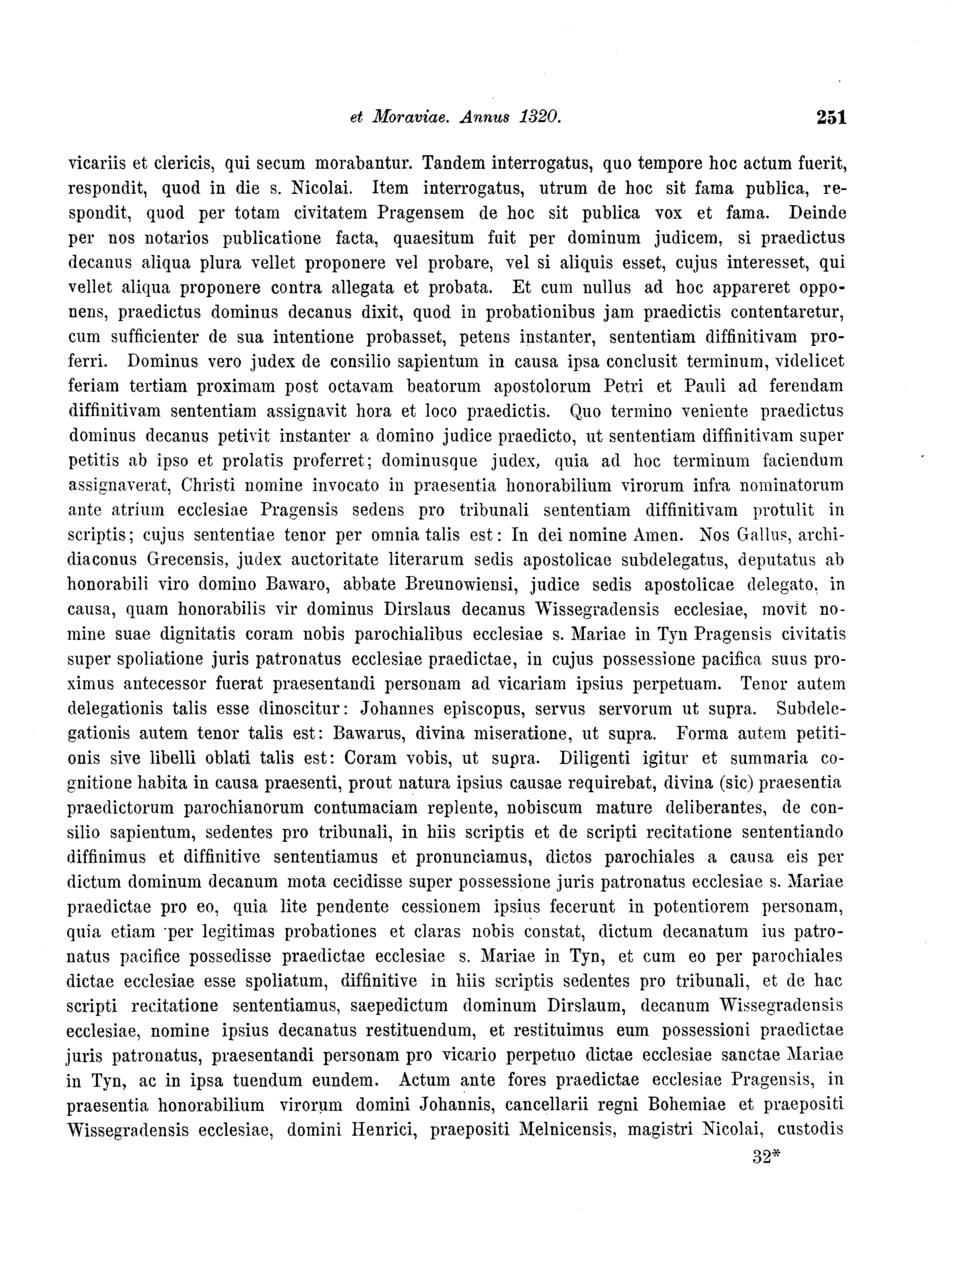 et Moraviae. Annus 1320. 251
vicariis et clericis, qui secum morabantur. Tandem interrogatus, quo tempore hoc actum fuerit,
respondit, quod in die s. Nicolai. Item interrogatus, utrum de hoc sit fama publica, re-
spondit, quod per totam civitatem Pragensem de hoc sit publica vox et fama. Deinde
per nos notarios publicatione facta, quaesitum fuit per dominum judicem, si praedictus
decanus aliqua plura vellet proponere vel probare, vel si aliquis esset, cujus interesset, qui
vellet aliqua proponere contra allegata et probata. Et cum nullus ad hoc appareret oppo-
nens, praedictus dominus decanus dixit, quod in probationibus jam praedictis contentaretur,
cum sufficienter de sua intentione probasset, petens instanter, sententiam diffinitivam pro-
ferri. Dominus vero judex de consilio sapientum in causa ipsa conclusit terminum, videlicet
feriam tertiam proximam post octavam beatorum apostolorum Petri et Pauli ad ferendam
diffinitivam sententiam assignavit hora et loco praedictis. Quo termino veniente praedictus
dominus decanus petivit instanter a domino judice praedicto, ut sententiam diffinitivam super
petitis ab ipso et prolatis proferret; dominusque judex, quia ad hoc terminum faciendum
assignaverat, Christi nomine invocato in praesentia honorabilium virorum infra nominatorum
ante atrium ecclesiae Pragensis sedens pro tribunali sententiam diffinitivam protulit in
scriptis; cujus sententiae tenor per omnia talis est: In dei nomine Amen. Nos Gallus, archi-
diaconus Grecensis, judex auctoritate literarum sedis apostolicae subdelegatus, deputatus ab
honorabili viro domino Bawaro, abbate Breunowiensi, judice sedis apostolicae delegato, in
causa, quam honorabilis vir dominus Dirslaus decanus Wissegradensis ecclesiae, movit no-
mine suae dignitatis coram nobis parochialibus ecclesiae s. Mariae in Tyn Pragensis civitatis
super spoliatione juris patronatus ecclesiae praedictae, in cujus possessione pacifica suus pro-
ximus antecessor fuerat praesentandi personam ad vicariam ipsius perpetuam. Tenor autem
delegationis talis esse dinoscitur: Johannes episcopus, servus servorum ut supra. Subdele-
gationis autem tenor talis est: Bawarus, divina miseratione, ut supra. Forma autem petiti-
onis sive libelli oblati talis est: Coram vobis, ut supra. Diligenti igitur et summaria co-
gnitione habita in causa praesenti, prout natura ipsius causae requirebat, divina (sic) praesentia
praedictorum parochianorum contumaciam replente, nobiscum mature deliberantes, de con-
silio sapientum, sedentes pro tribunali, in hiis scriptis et de scripti recitatione sententiando
diffinimus et diffinitive sententiamus et pronunciamus, dictos parochiales a causa eis per
dictum dominum decanum mota cecidisse super possessione juris patronatus ecclesiae s. Mariae
praedictae pro eo, quia lite pendente cessionem ipsius fecerunt in potentiorem personam,
quia etiam per legitimas probationes et claras nobis constat, dictum decanatum ius patro-
natus pacifice possedisse praedictae ecclesiae s. Mariae in Tyn, et cum eo per parochiales
dictae ecclesiae esse spoliatum, diffinitive in hiis scriptis sedentes pro tribunali, et de hac
scripti recitatione sententiamus, saepedictum dominum Dirslaum, decanum Wissegradensis
ecclesiae, nomine ipsius decanatus restituendum, et restituimus eum possessioni praedictae
juris patronatus, praesentandi personam pro vicario perpetuo dictae ecclesiae sanctae Mariae
in Tyn, ac in ipsa tuendum eundem. Actum ante fores praedictae ecclesiae Pragensis, in
praesentia honorabilium virorum domini Johannis, cancellarii regni Bohemiae et praepositi
Wissegradensis ecclesiae, domini Henrici, praepositi Melnicensis, magistri Nicolai, custodis
32*